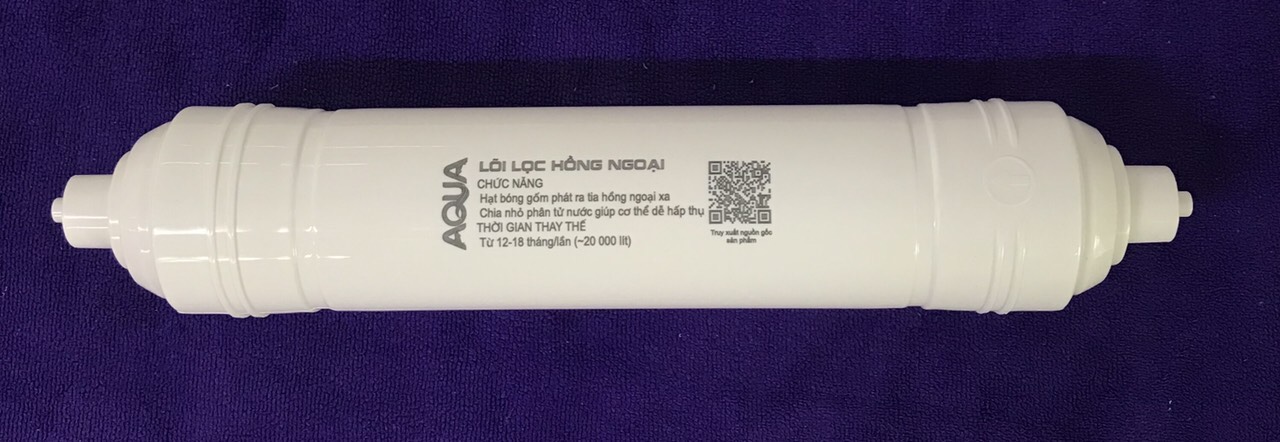 AQUA
LÕI LỌC HỒNG NGOẠI
CHỨC NĂNG
Hạt bóng gốm phát ra tia hồng ngoại xa
Chia nhỏ phân tử nước giúp cơ thể dễ hấp thụ
THỜI GIAN THAY THẾ
Từ 12-18 tháng/lần (~20 000 lít)
Truy xuất nguồn gốc
sản phẩm